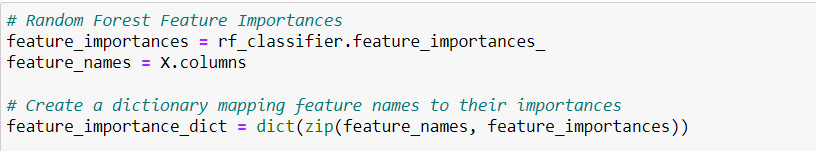 # Random Forest Feature Importances
feature_importances = rf_classifier.feature_importances_
feature_names = X.columns
# Create a dictionary mapping feature names to their importances
feature_importance_dict = dict(zip(feature_names, feature_importances))